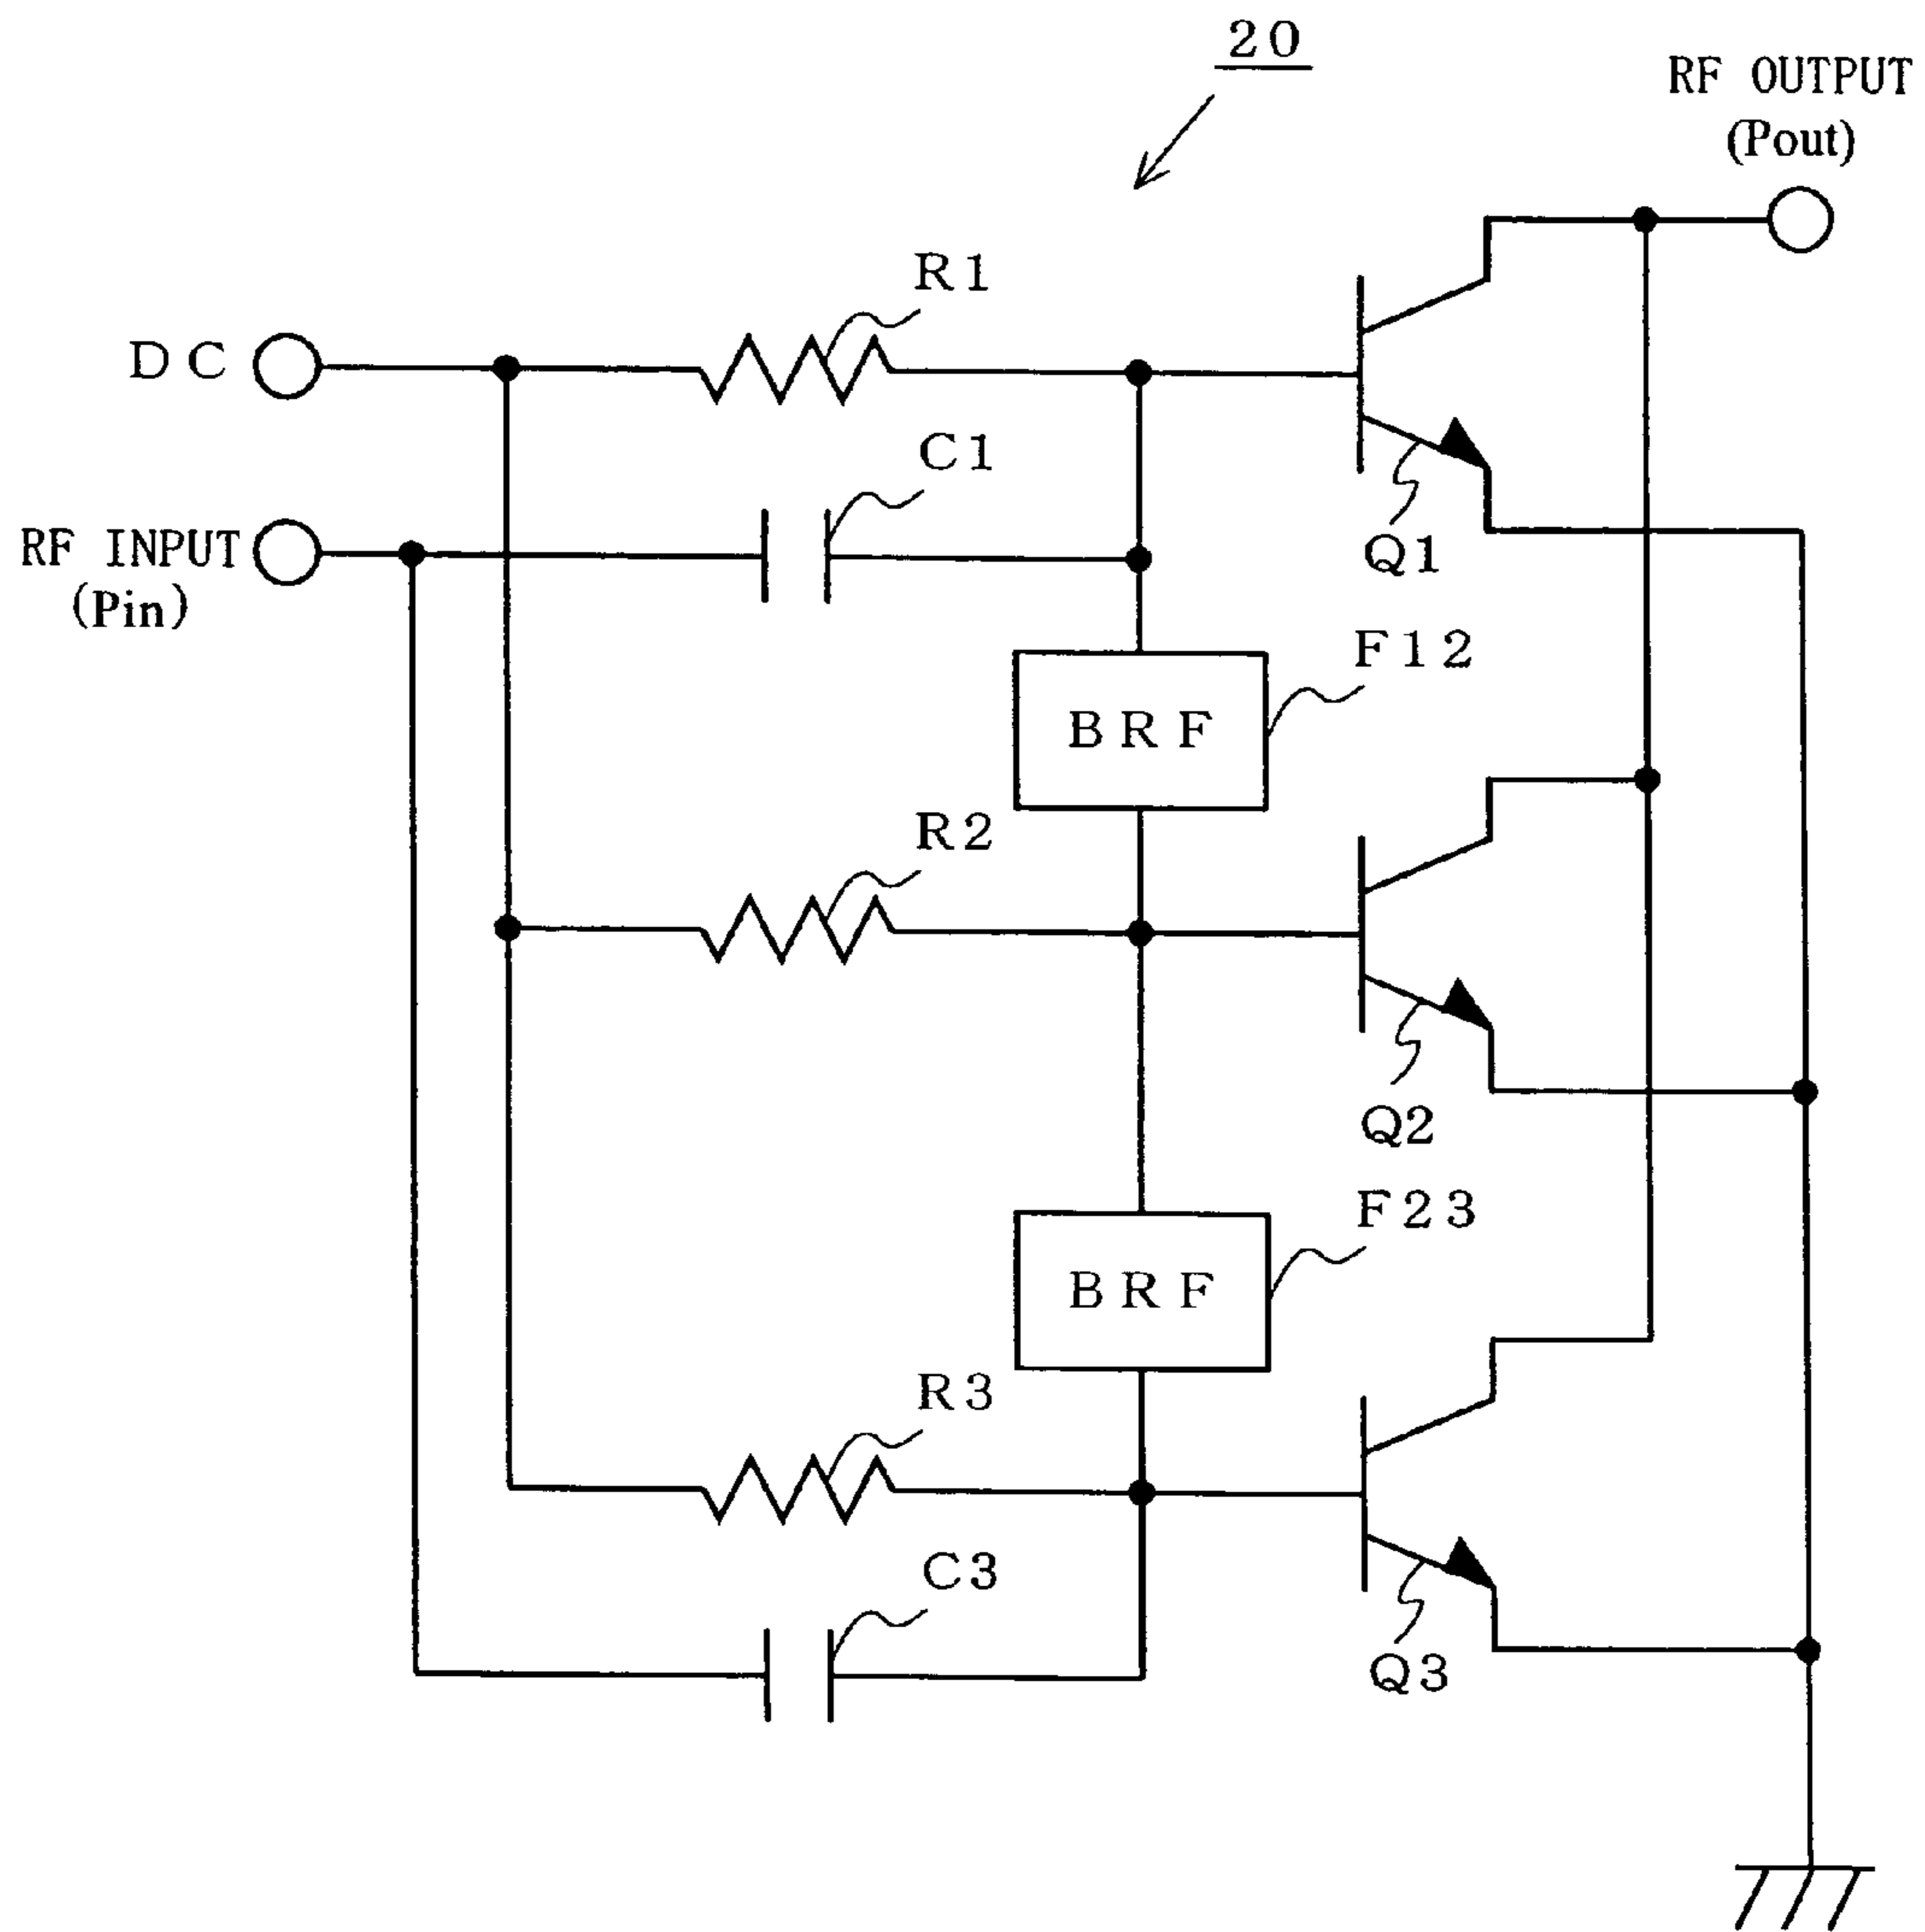 20
RF OUTPUT
(Pout)
R1
DC
C1
RF INPUT
(Pin)
Q1
F12
BRF
R2
Q2
F23
BRF
R3
C3
Q3